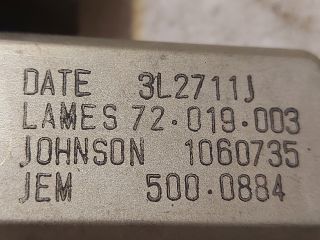 DATE 3L2711J
LAMES 72·019·003
JOHNSON 1060735
JEM 500·0884